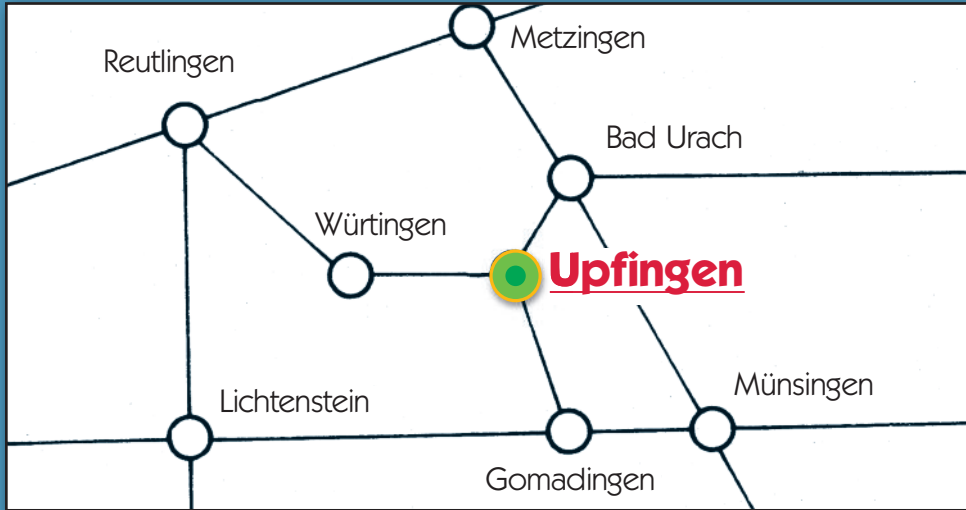 Metzingen
Reutlingen
Bad Urach
Würtingen
Upfingen
Münsingen
Lichtenstein
Gomadingen